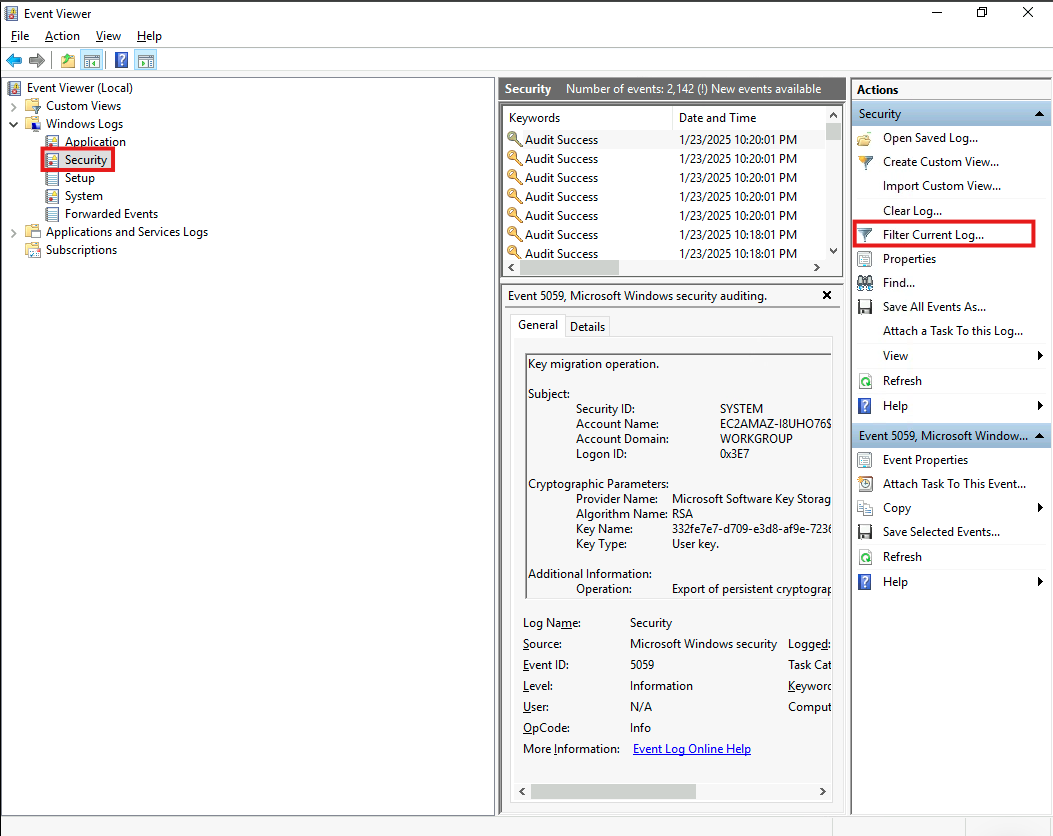 Event Viewer
File Action View Help
Event Viewer (Local)
Custom Views
Windows Logs
Application
Security
Setup
System
Forwarded Events
Applications and Services Logs
Subscriptions
Security Number of events: 2,142 (!) New events available
Keywords Date and Time
Audit Success 1/23/2025 10:20:01 PM
Audit Success 1/23/2025 10:20:01 PM
Audit Success 1/23/2025 10:20:01 PM
Audit Success 1/23/2025 10:20:01 PM
Audit Success 1/23/2025 10:20:01 PM
Audit Success 1/23/2025 10:18:01 PM
Audit Success 1/23/2025 10:18:01 PM
Event 5059, Microsoft Windows security auditing.
General Details
Key migration operation.
Subject:
Security ID: SYSTEM
Account Name: EC2AMAZ-I8UHO76$
Account Domain: WORKGROUP
Logon ID: 0x3E7
Cryptographic Parameters:
Provider Name: Microsoft Software Key Storag
Algorithm Name: RSA
Key Name: 332fe7e7-d709-e3d8-af9e-7236
Key Type: User key.
Additional Information:
Operation: Export of persistent cryptograp
Log Name: Security
Source: Microsoft Windows security Logged:
Event ID: 5059 Task Cat
Level: Information Keyword
User: N/A Comput
OpCode: Info
More Information: Event Log Online Help
Actions
Security
Open Saved Log...
Create Custom View...
Import Custom View...
Clear Log...
Filter Current Log...
Properties
Find...
Save All Events As...
Attach a Task To this Log...
View
Refresh
Help
Event 5059, Microsoft Window...
Event Properties
Attach Task To This Event...
Copy
Save Selected Events...
Refresh
Help